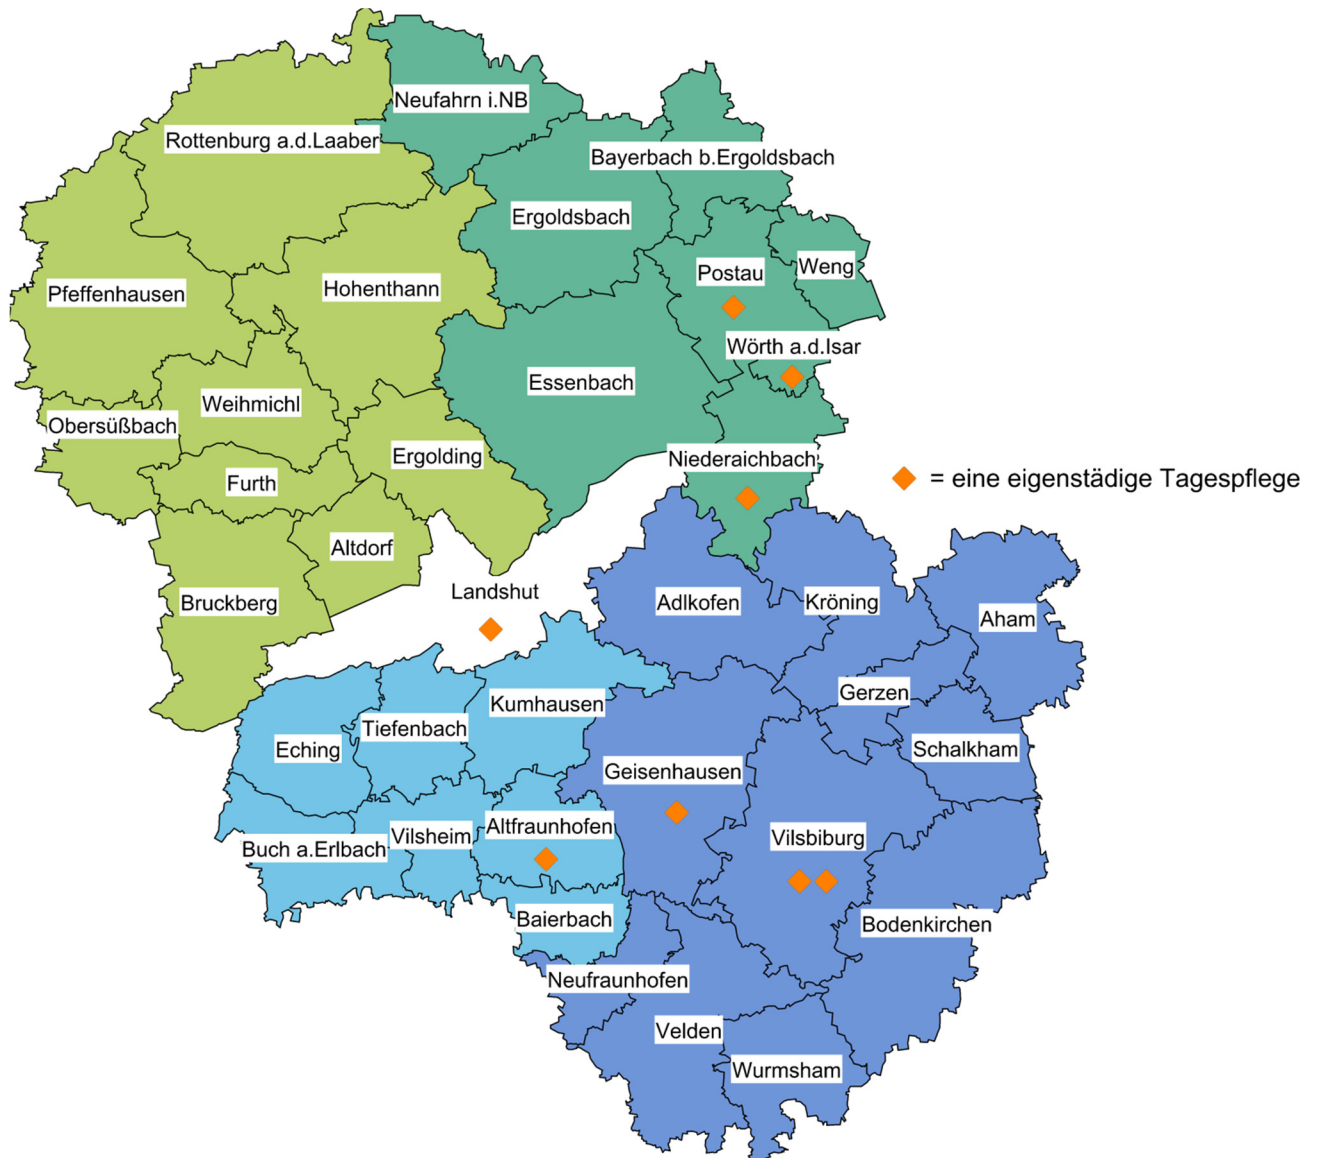 Neufahrn i.NB
Rottenburg a.d.Laaber
Bayerbach b.Ergoldsbach
Ergoldsbach
Weng
Postau
Hohenthann
Pfeffenhausen
Wörth a.d.Isar
Essenbach
Weihmichl
Obersüßbach
Ergolding
Niederaichbach
Furth
= eine eigenstädige Tagespflege
Altdorf
Landshut
Bruckberg
Adlkofen
Kröning
Aham
Gerzen
Kumhausen
Tiefenbach
Eching
Schalkham
Geisenhausen
Altfraunhofen
Vilsheim
Vilsbiburg
Buch a.Erlbach
Baierbach
Bodenkirchen
Neufraunhofen
Velden
Wurmsham